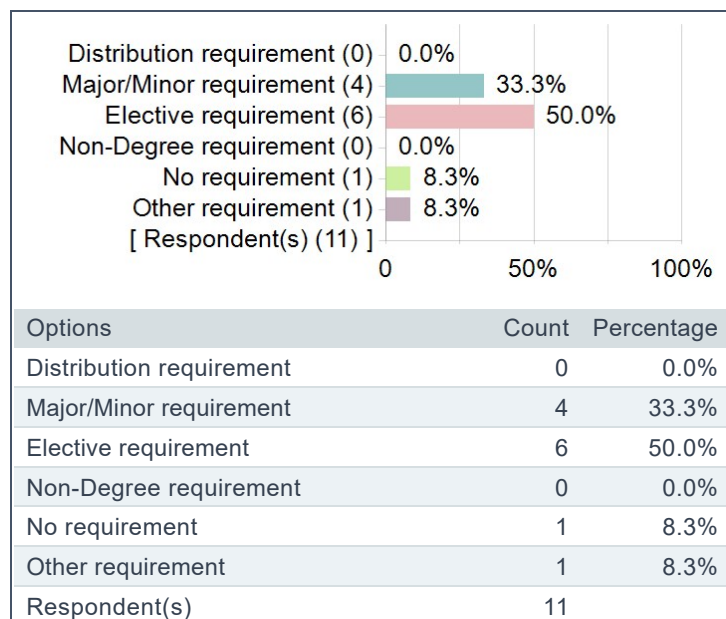 Distribution requirement (0) 0.0%
Major/Minor requirement (4) 33.3%
Elective requirement (6) 50.0%
Non-Degree requirement (0) 0.0%
No requirement (1) 8.3%
Other requirement (1) 8.3%
[ Respondent(s) (11) ]
0 50% 100%
Options Count Percentage
Distribution requirement 0 0.0%
Major/Minor requirement 4 33.3%
Elective requirement 6 50.0%
Non-Degree requirement 0 0.0%
No requirement 1 8.3%
Other requirement 1 8.3%
Respondent(s) 11